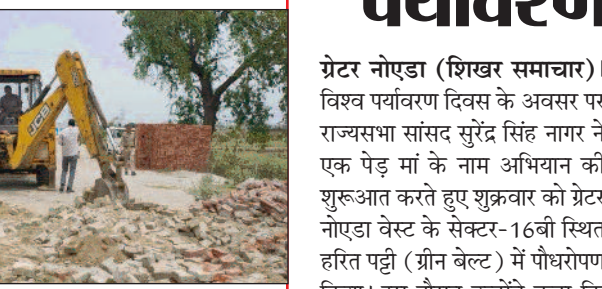 पर्यावरण
ग्रेटर नोएडा (शिखर समाचार)।
विश्व पर्यावरण दिवस के अवसर पर
राज्यसभा सांसद सुरेंद्र सिंह नागर ने
एक पेड़ मां के नाम अभियान की
शुरूआत करते हुए शुक्रवार को ग्रेटर
नोएडा वेस्ट के सेक्टर-16बी स्थित
हरित पट्टी (ग्रीन बेल्ट) में पौधरोपण
JCB